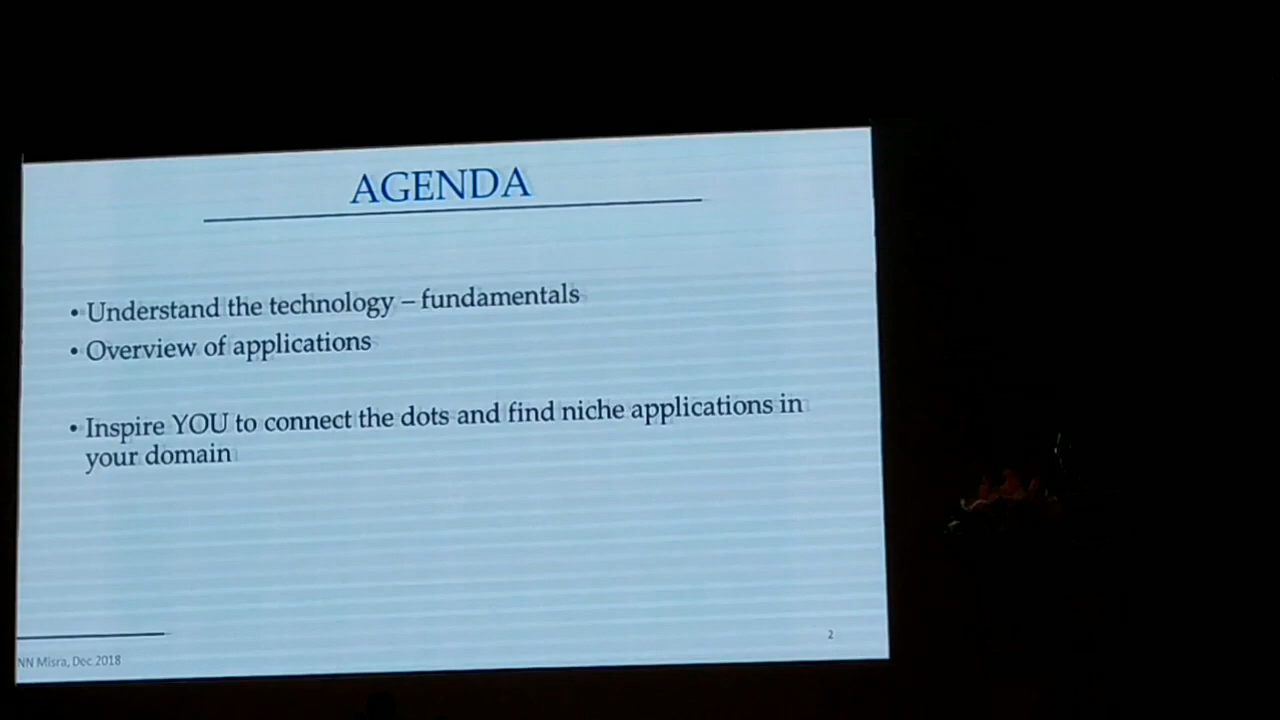 AGENDA
• Understand the technology – fundamentals
• Overview of applications
• Inspire YOU to connect the dots and find niche applications in
your domain
NN Misra, Dec 2018
2